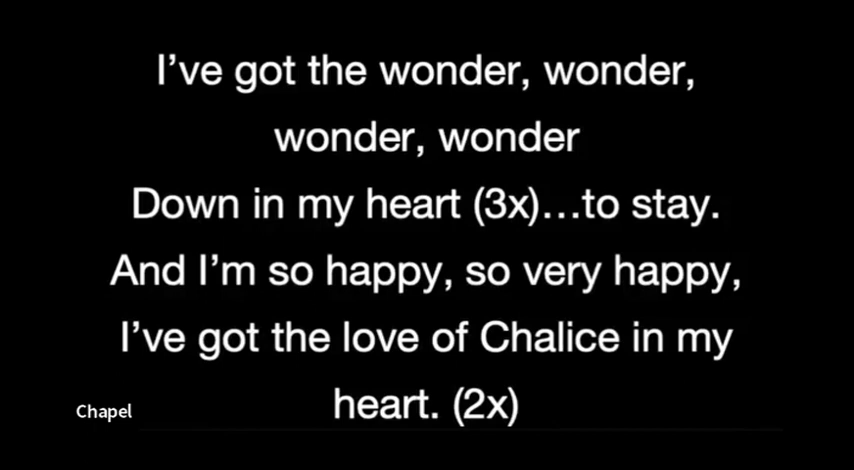 I’ve got the wonder, wonder,
wonder, wonder
Down in my heart (3x)…to stay.
And I’m so happy, so very happy,
I’ve got the love of Chalice in my
heart. (2x)
Chapel